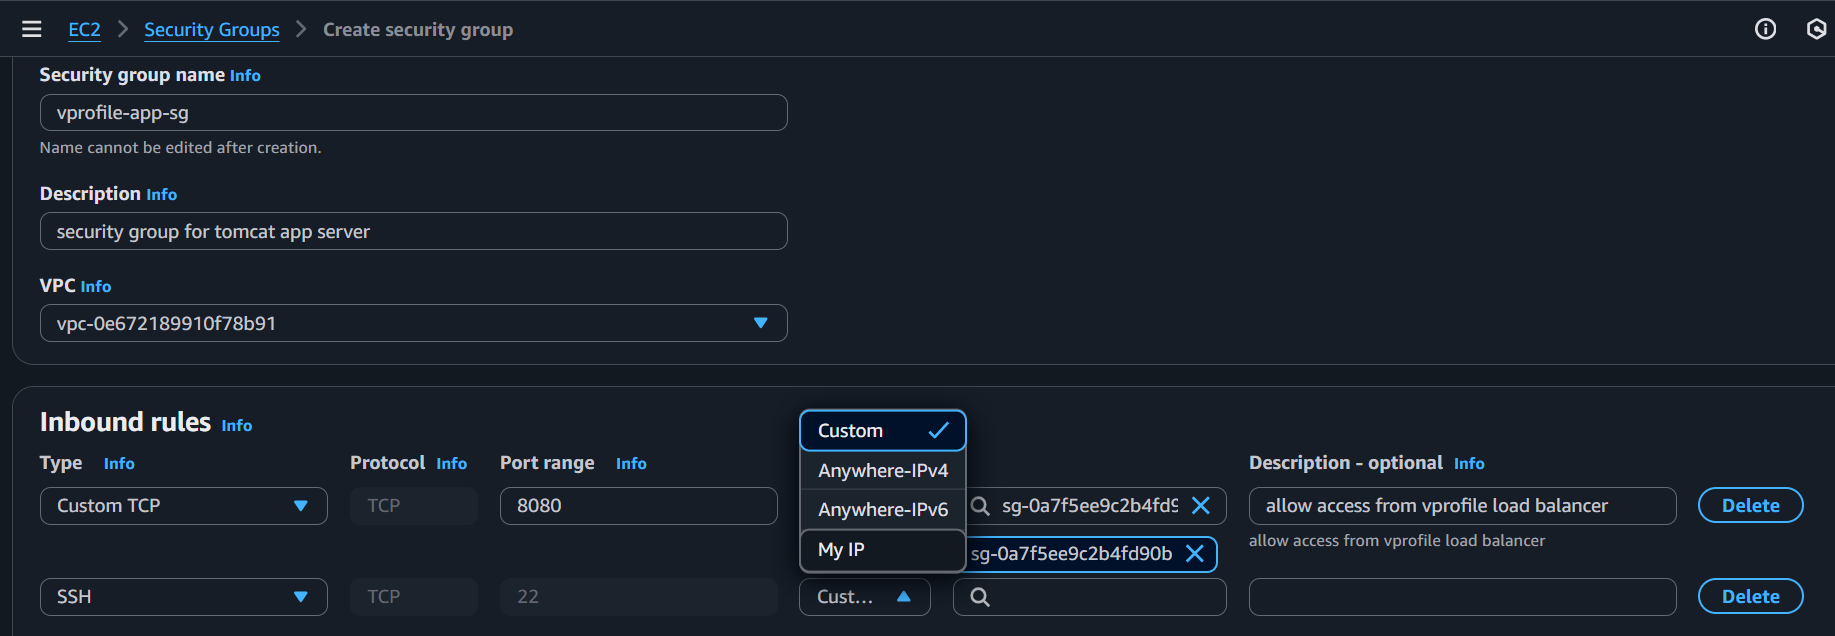 EC2 > Security Groups > Create security group
Security group name Info
vprofile-app-sg
Name cannot be edited after creation.
Description Info
security group for tomcat app server
VPC Info
vpc-0e672189910f78b91
Inbound rules Info
Type Info Protocol Info Port range Info Description - optional Info
Custom TCP TCP 8080 sg-0a7f5ee9c2b4fd9 allow access from vprofile load balancer Delete
allow access from vprofile load balancer
Custom
Anywhere-IPv4
Anywhere-IPv6
My IP
sg-0a7f5ee9c2b4fd90b
SSH TCP 22 Cust... Delete